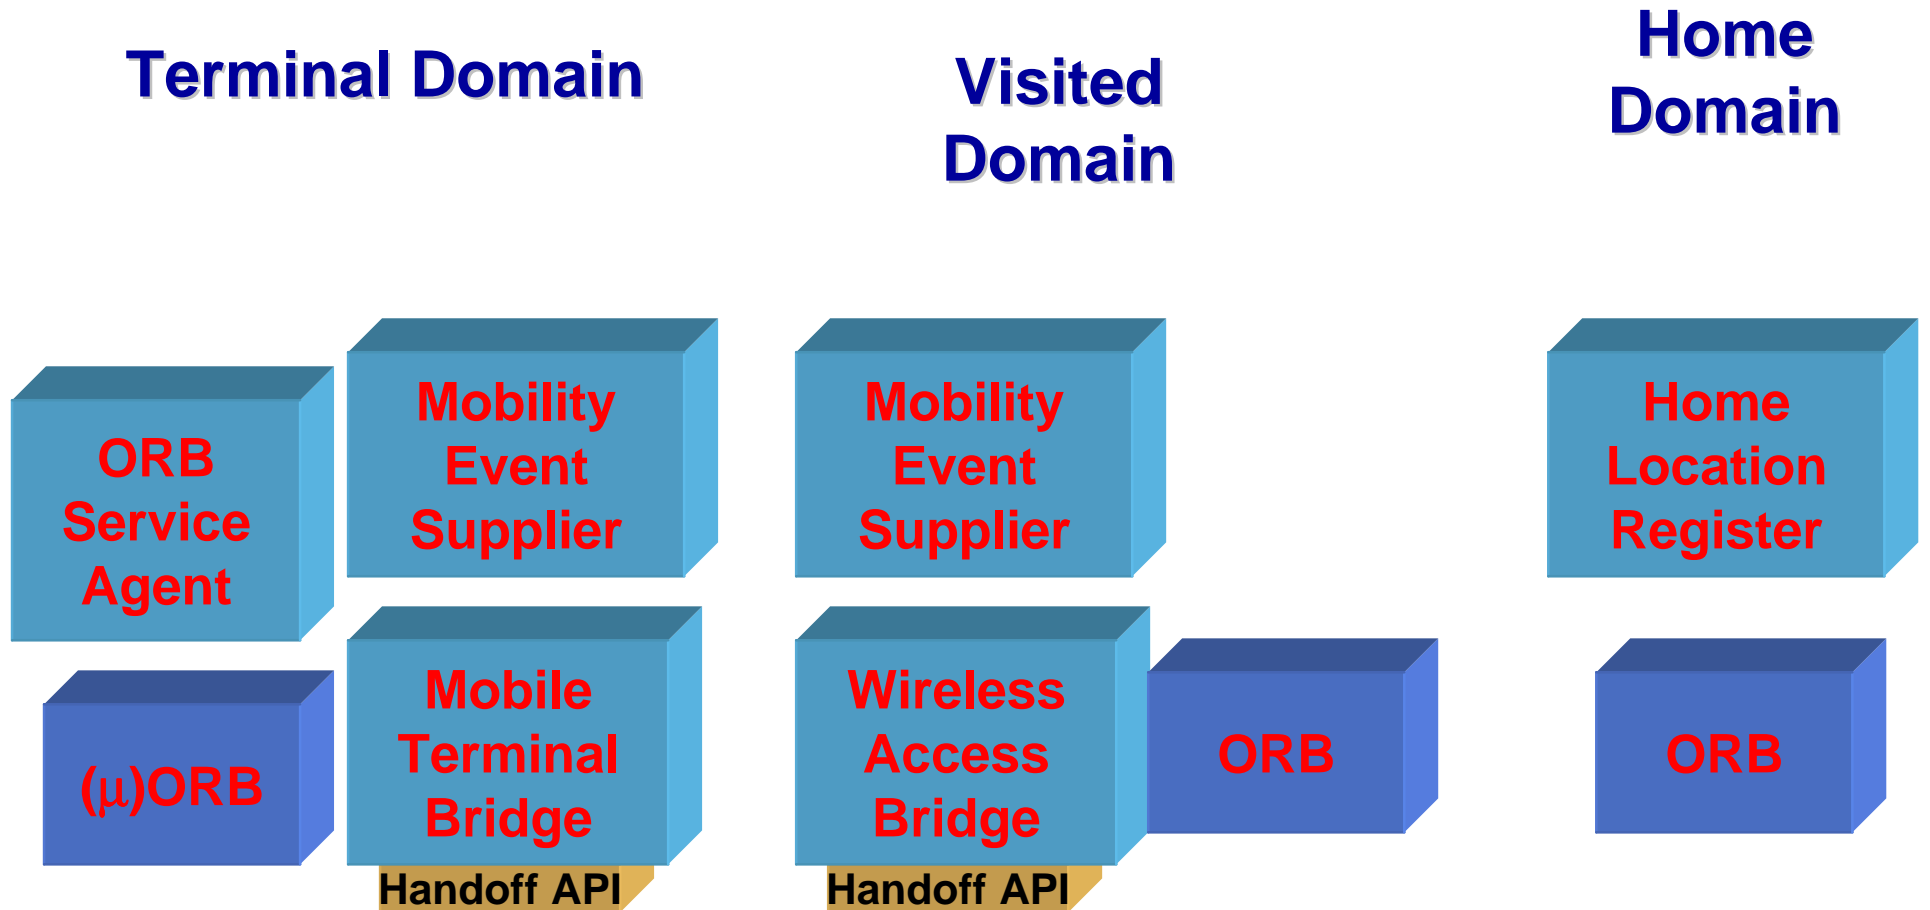 Terminal Domain
Visited
Domain
Home
Domain
ORB
Service
Agent
Mobility
Event
Supplier
Mobility
Event
Supplier
Home
Location
Register
(μ)ORB
Mobile
Terminal
Bridge
Handoff API
Wireless
Access
Bridge
Handoff API
ORB
ORB